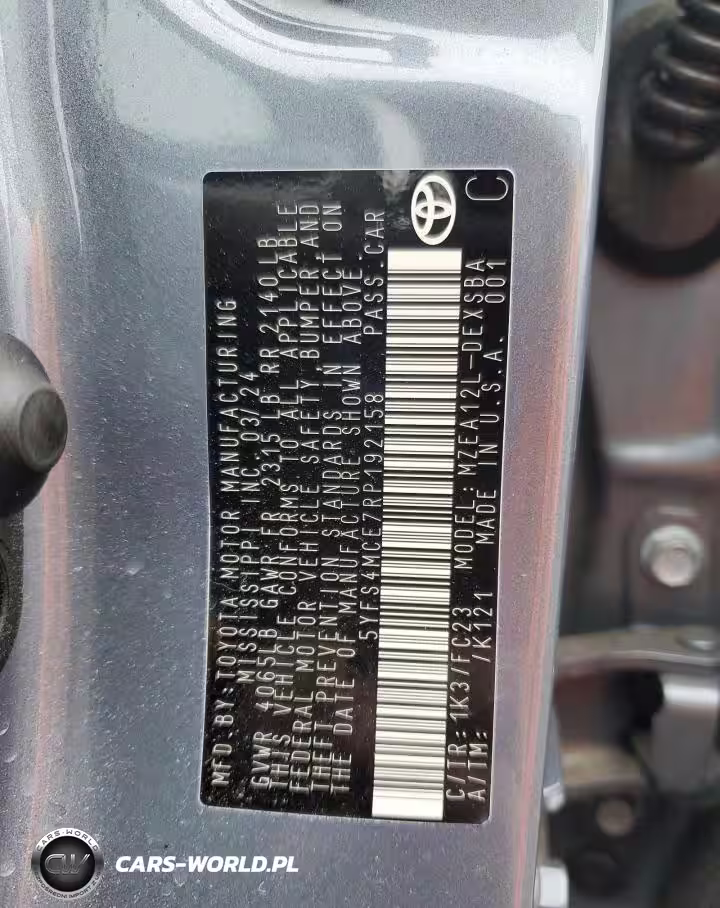 MFD. BY: TOYOTA MOTOR MANUFACTURING
MISSISSIPPI INC. 03/24
GVWR 4065LB GAWR FR 2315 LB RR 2140 LB
THIS VEHICLE CONFORMS TO ALL APPLICABLE
FEDERAL MOTOR VEHICLE SAFETY, BUMPER, AND
THEFT PREVENTION STANDARDS IN EFFECT ON
THE DATE OF MANUFACTURE SHOWN ABOVE.
5YFS4MCE7RP192158 PASS. CAR
C/TR: 1K3/FC23 MODEL: MZEA12L-DEXSBA
A/TM: /K121 MADE IN U.S.A. 001 C
CARS-WORLD
CW
CARS-WORLD.PL